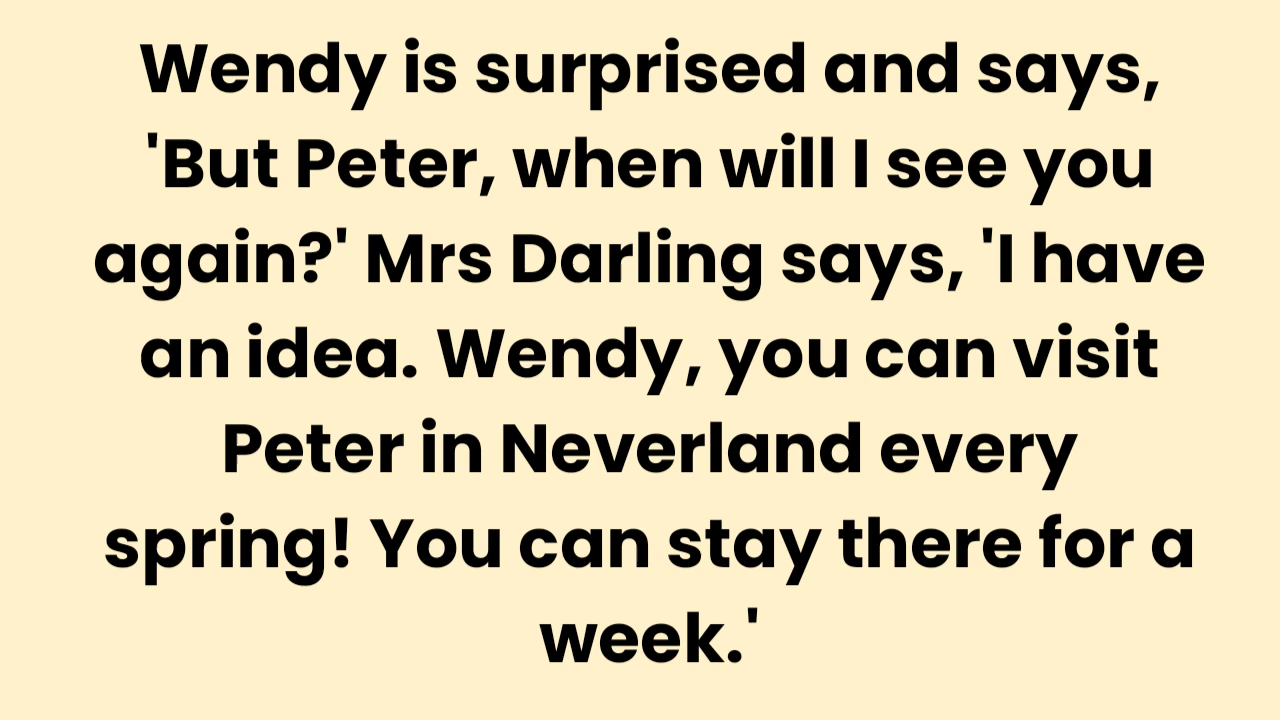 Wendy is surprised and says,
'But Peter, when will I see you
again?' Mrs Darling says, 'I have
an idea. Wendy, you can visit
Peter in Neverland every
spring! You can stay there for a
week.'